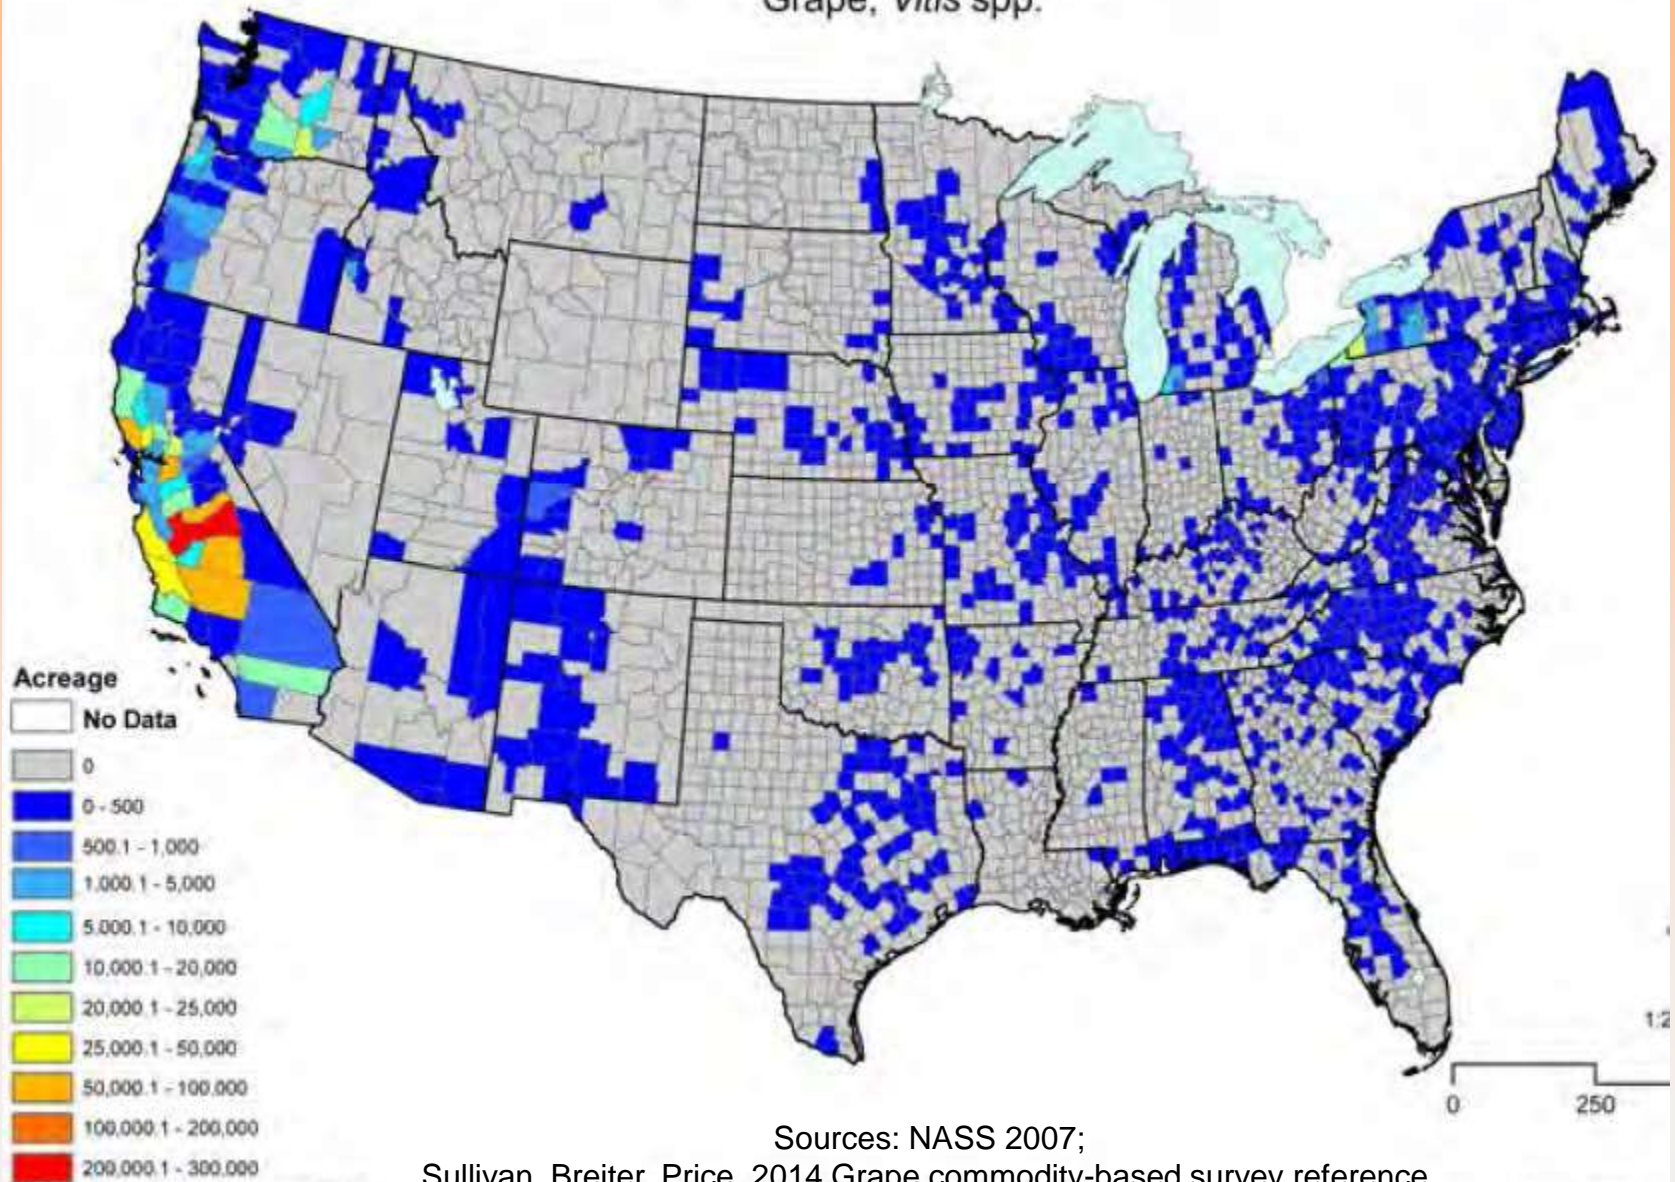 Grape, Vitis spp.
Acreage
No Data
0
0 - 500
500.1 - 1,000
1,000.1 - 5,000
5,000.1 - 10,000
10,000.1 - 20,000
20,000.1 - 25,000
25,000.1 - 50,000
50,000.1 - 100,000
100,000.1 - 200,000
200,000.1 - 300,000
1:2
0 250
Sources: NASS 2007;
Sullivan, Breiter, Price, 2014 Grape commodity-based survey reference